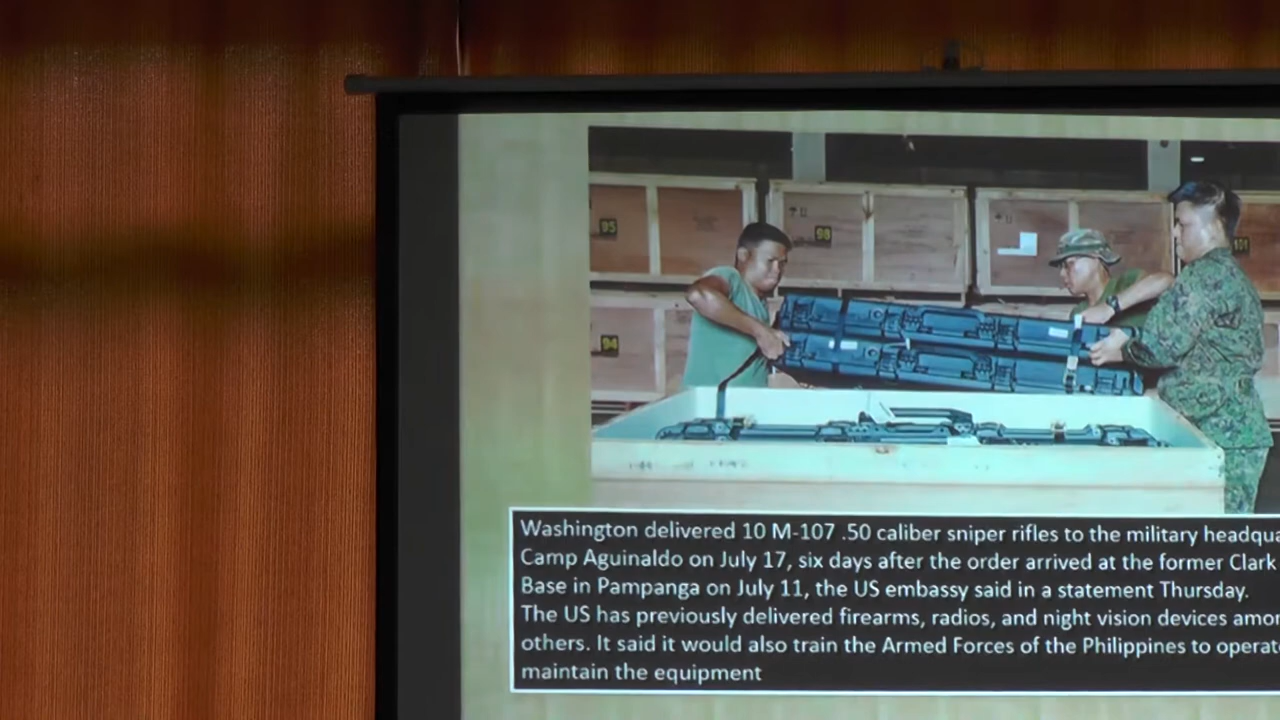 95
98
101
94
Washington delivered 10 M-107 .50 caliber sniper rifles to the military headqua
Camp Aguinaldo on July 17, six days after the order arrived at the former Clark
Base in Pampanga on July 11, the US embassy said in a statement Thursday.
The US has previously delivered firearms, radios, and night vision devices amon
others. It said it would also train the Armed Forces of the Philippines to operate
maintain the equipment